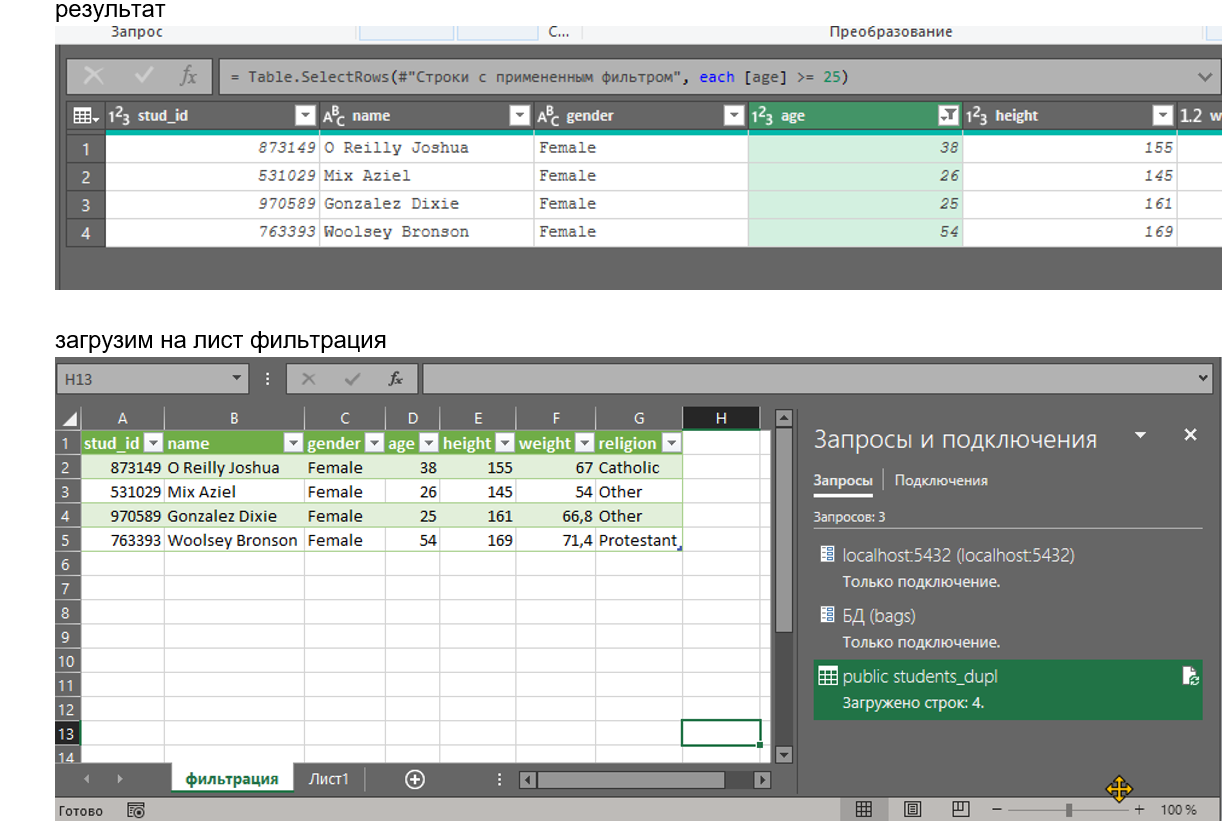 результат
Запрос С... Преобразование
fx = Table.SelectRows(#"Строки с примененным фильтром", each [age] >= 25)
1²3 stud_id ABC name ABC gender 1²3 age 1²3 height 1.2 w
1 873149 O Reilly Joshua Female 38 155
2 531029 Mix Aziel Female 26 145
3 970589 Gonzalez Dixie Female 25 161
4 763393 Woolsey Bronson Female 54 169
загрузим на лист фильтрация
H13 fx
A B C D E F G H
1 stud_id name gender age height weight religion
2 873149 O Reilly Joshua Female 38 155 67 Catholic
3 531029 Mix Aziel Female 26 145 54 Other
4 970589 Gonzalez Dixie Female 25 161 66,8 Other
5 763393 Woolsey Bronson Female 54 169 71,4 Protestant
6
7
8
9
10
11
12
13
14
Запросы и подключения
Запросы Подключения
Запросов: 3
localhost:5432 (localhost:5432)
Только подключение.
БД (bags)
Только подключение.
public students_dupl
Загружено строк: 4.
фильтрация Лист1
Готово 100 %